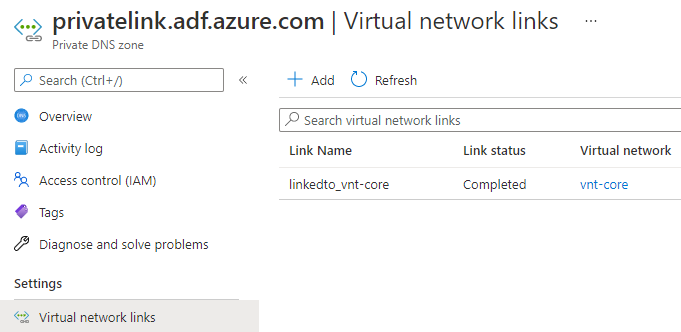 privatelink.adf.azure.com | Virtual network links ...
Private DNS zone
Search (Ctrl+/) «
Add Refresh
Overview
Activity log
Access control (IAM)
Tags
Diagnose and solve problems
Settings
Virtual network links
Search virtual network links
Link Name Link status Virtual network
linkedto_vnt-core Completed vnt-core